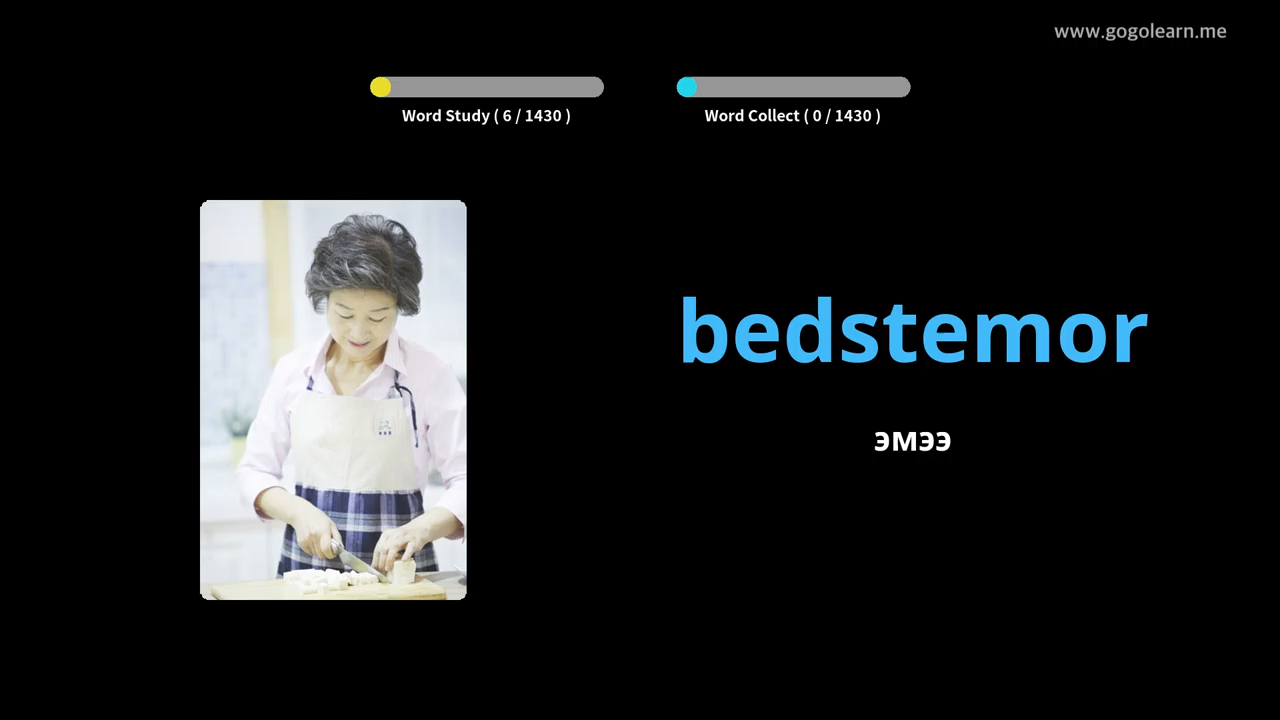 www.gogolearn.me
Word Study ( 6 / 1430 )
Word Collect ( 0 / 1430 )
bedstemor
эмээ